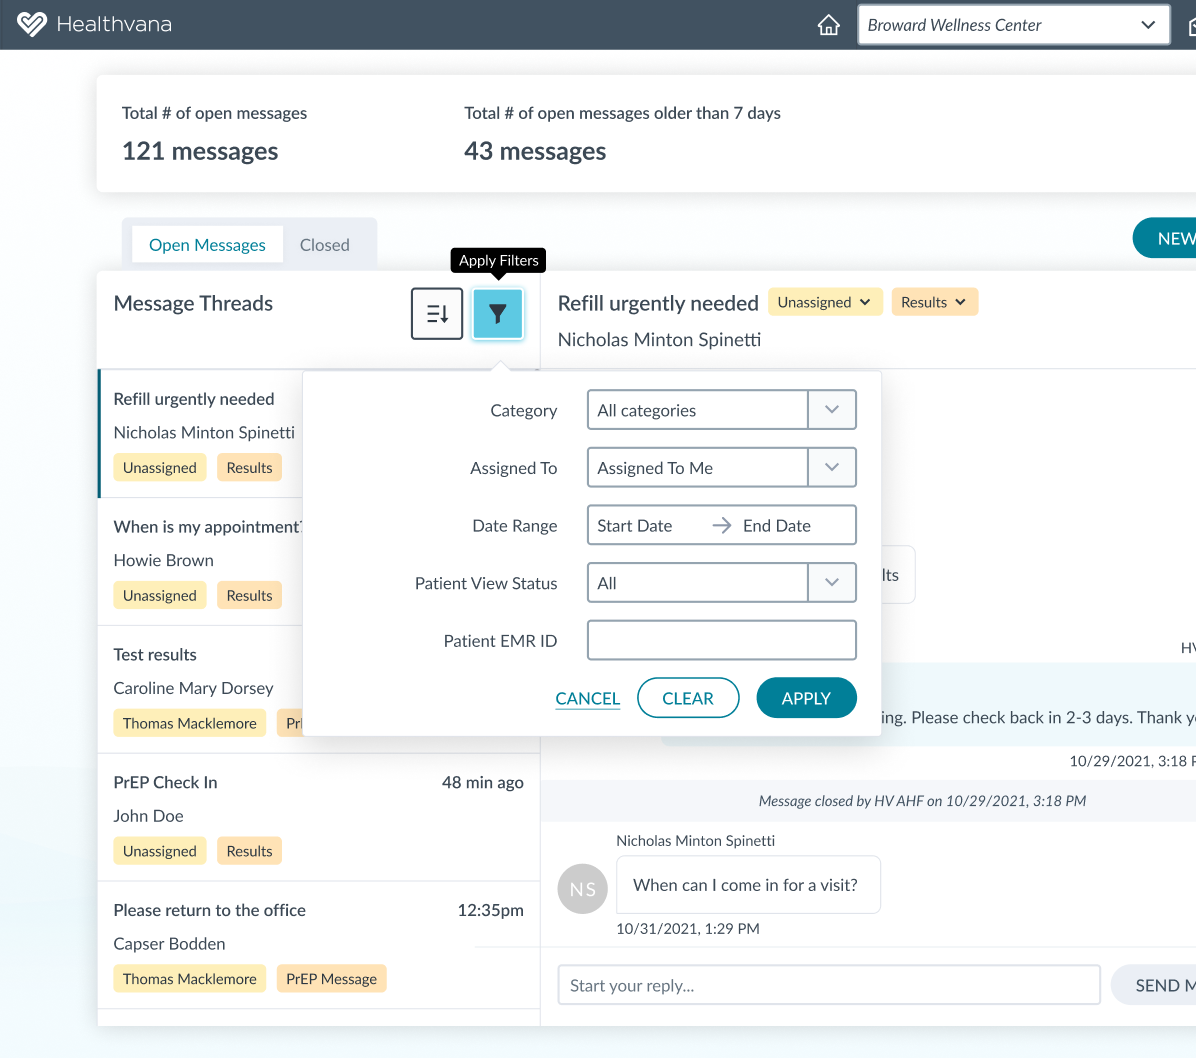 Healthvana
Broward Wellness Center
Total # of open messages
121 messages
Total # of open messages older than 7 days
43 messages
Open Messages
Closed
NEW
Apply Filters
Message Threads
Refill urgently needed
Unassigned
Results
Nicholas Minton Spinetti
Refill urgently needed
Nicholas Minton Spinetti
Unassigned
Results
When is my appointment?
Howie Brown
Unassigned
Results
Test results
Caroline Mary Dorsey
Thomas Macklemore
PrEP Check In
48 min ago
John Doe
Unassigned
Results
Please return to the office
12:35pm
Capser Bodden
Thomas Macklemore
PrEP Message
Category
All categories
Assigned To
Assigned To Me
Date Range
Start Date → End Date
Patient View Status
All
Patient EMR ID
CANCEL
CLEAR
APPLY
lts
HV
ing. Please check back in 2-3 days. Thank y
10/29/2021, 3:18 P
Message closed by HV AHF on 10/29/2021, 3:18 PM
Nicholas Minton Spinetti
NS
When can I come in for a visit?
10/31/2021, 1:29 PM
Start your reply...
SEND M